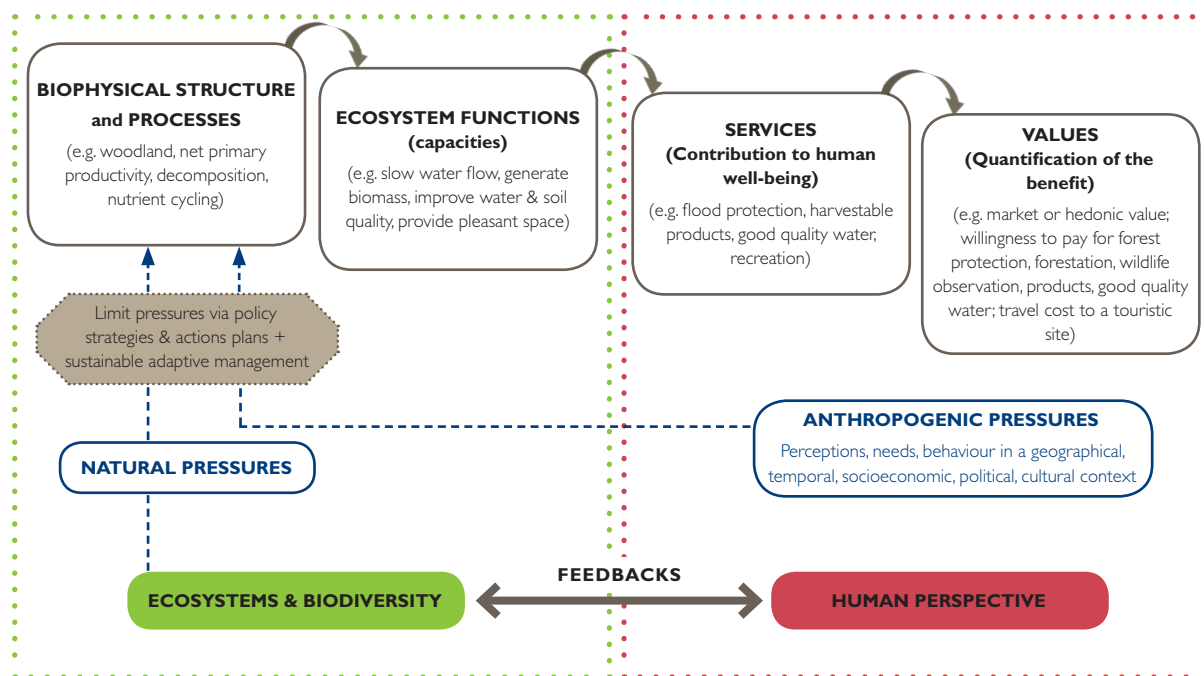 BIOPHYSICAL STRUCTURE
and PROCESSES
(e.g. woodland, net primary
productivity, decomposition,
nutrient cycling)
ECOSYSTEM FUNCTIONS
(capacities)
(e.g. slow water flow, generate
biomass, improve water & soil
quality, provide pleasant space)
SERVICES
(Contribution to human
well-being)
(e.g. flood protection, harvestable
products, good quality water,
recreation)
VALUES
(Quantification of the
benefit)
(e.g. market or hedonic value;
willingness to pay for forest
protection, forestation, wildlife
observation, products, good quality
water; travel cost to a touristic
site)
Limit pressures via policy
strategies & actions plans +
sustainable adaptive management
NATURAL PRESSURES
ANTHROPOGENIC PRESSURES
Perceptions, needs, behaviour in a geographical,
temporal, socioeconomic, political, cultural context
ECOSYSTEMS & BIODIVERSITY
FEEDBACKS
HUMAN PERSPECTIVE